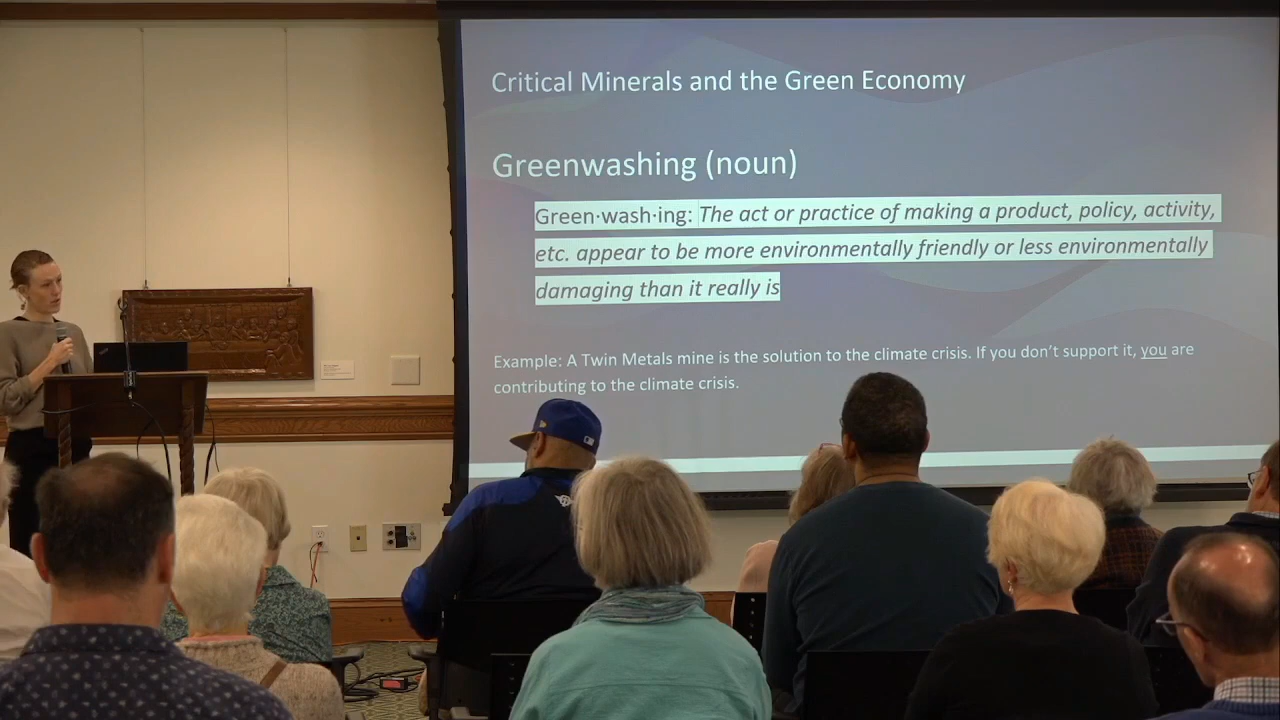 Critical Minerals and the Green Economy
Greenwashing (noun)
Green·wash·ing: The act or practice of making a product, policy, activity,
etc. appear to be more environmentally friendly or less environmentally
damaging than it really is
Example: A Twin Metals mine is the solution to the climate crisis. If you don't support it, you are
contributing to the climate crisis.